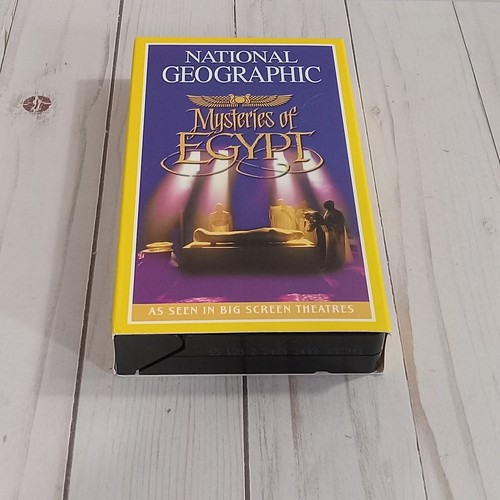 NATIONAL
GEOGRAPHIC
Mysteries of
EGYPT
AS SEEN IN BIG SCREEN THEATRES